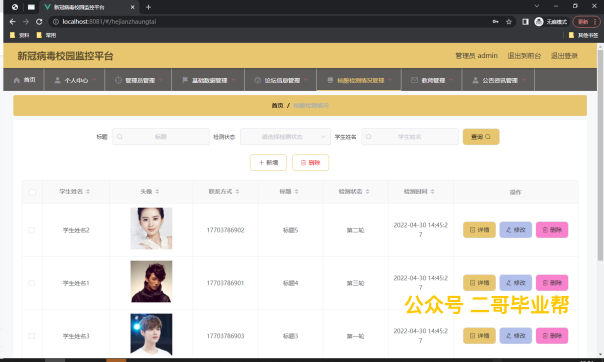 新冠病毒校园监控平台
localhost:8081/#/hejianzhaungtai
无痕模式
更新
资料 常用 其他书签
新冠病毒校园监控平台 管理员 admin 退出到前台 退出登录
首页 个人中心 管理员管理 基础数据管理 论坛信息管理 核酸检测情况管理 教师管理 公告资讯管理
首页 / 核酸检测情况
标题 标题 检测状态 请选择检测状态 学生姓名 学生姓名 查询
+ 新增 删除
学生姓名 头像 联系方式 标题 检测状态 检测时间 操作
学生姓名2 17703786902 标题5 第二轮 2022-04-30 14:45:27 详情 修改 删除
学生姓名1 17703786901 标题4 第三轮 2022-04-30 14:45:27 详情 修改 删除
公众号 二哥毕业帮
学生姓名3 17703786903 标题3 第一轮 2022-04-30 14:45:27 详情 修改 删除